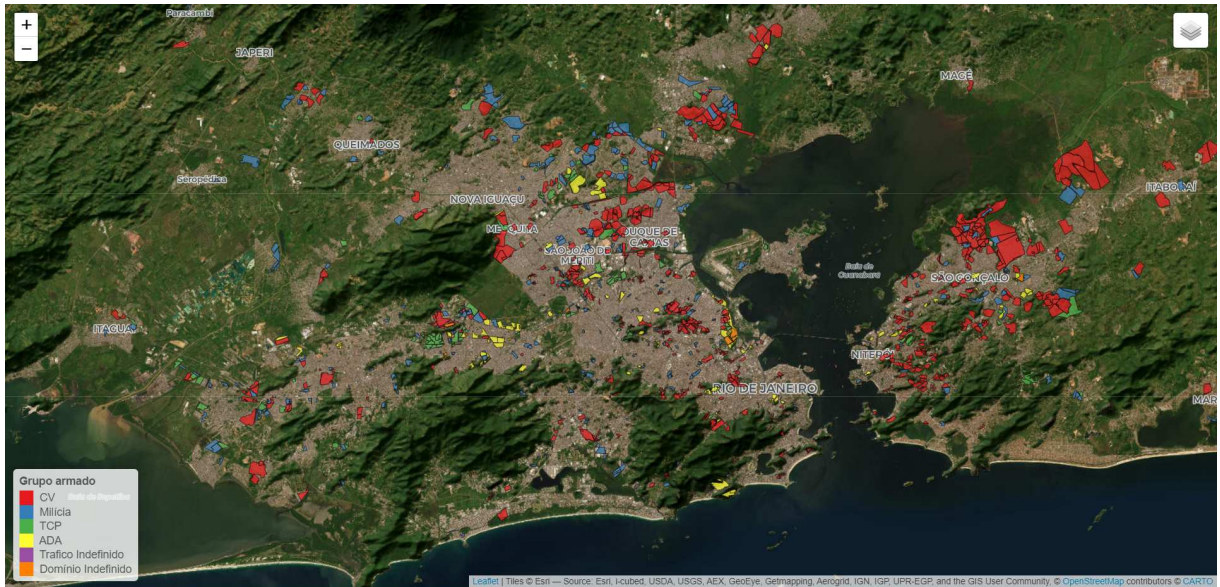 +
−
Paracambi
JAPERI
MAGÉ
QUEIMADOS
Seropédica
ITABORAÍ
NOVA IGUAÇU
MESQUITA
DUQUE DE
CAXIAS
SÃO JOÃO DE
MERITI
Baía de
Guanabara
SÃO GONÇALO
ITAGUAÍ
NITERÓI
RIO DE JANEIRO
MAR
Grupo armado
CV
Milícia
TCP
ADA
Trafico Indefinido
Domínio Indefinido
Leaflet | Tiles © Esri — Source: Esri, i-cubed, USDA, USGS, AEX, GeoEye, Getmapping, Aerogrid, IGN, IGP, UPR-EGP, and the GIS User Community, © OpenStreetMap contributors © CARTO